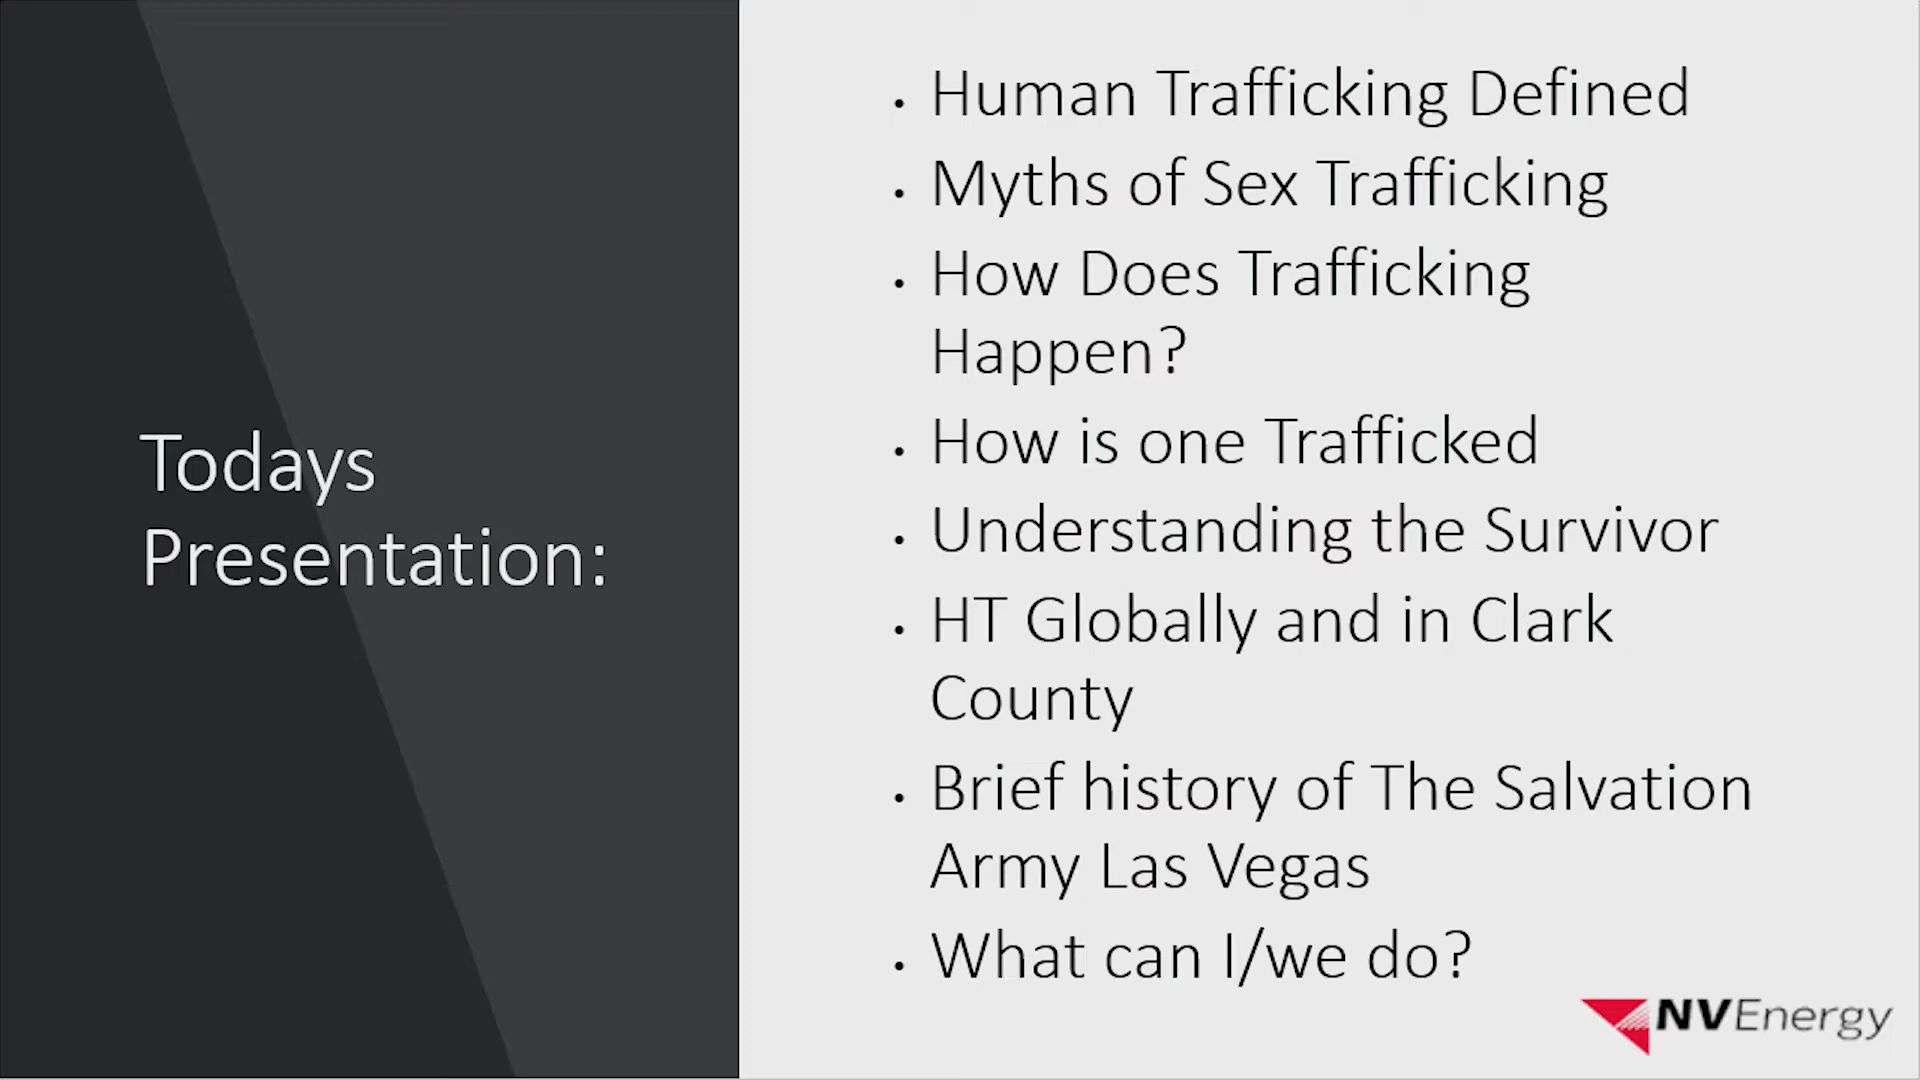 Todays
Presentation:
• Human Trafficking Defined
• Myths of Sex Trafficking
• How Does Trafficking
Happen?
• How is one Trafficked
• Understanding the Survivor
• HT Globally and in Clark
County
• Brief history of The Salvation
Army Las Vegas
• What can I/we do?
NVEnergy